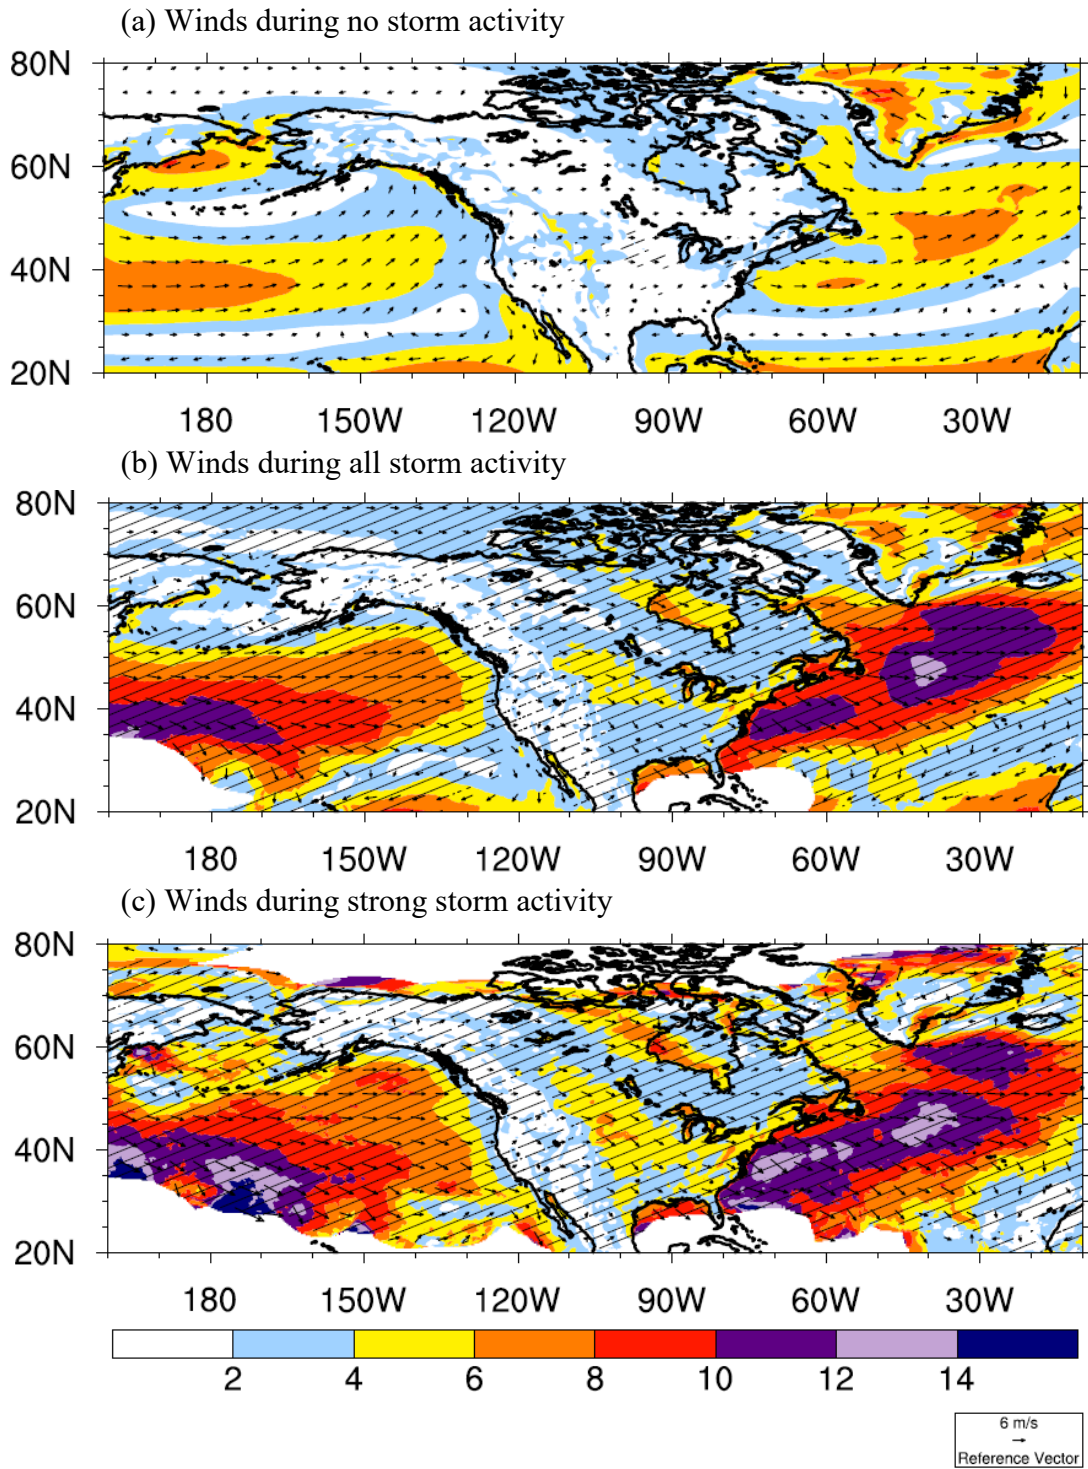 (a) Winds during no storm activity
80N
60N
40N
20N
180 150W 120W 90W 60W 30W
(b) Winds during all storm activity
80N
60N
40N
20N
180 150W 120W 90W 60W 30W
(c) Winds during strong storm activity
80N
60N
40N
20N
180 150W 120W 90W 60W 30W
2 4 6 8 10 12 14
6 m/s
Reference Vector